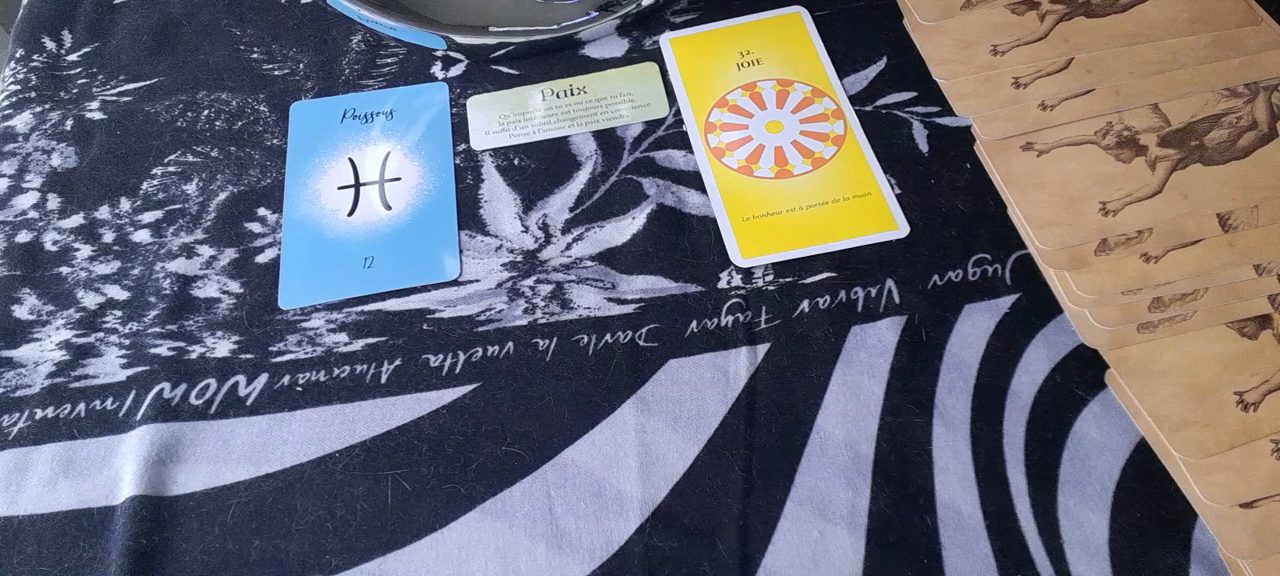 Poissons
12
Paix
Qu'importe où tu es ou ce que tu fais,
la paix intérieure est toujours possible.
Il suffit d'un subtil changement en conscience
Pense à l'amour et la paix viendra.
32.
JOIE
Le bonheur est à portée de la main
Jugar Vibrar Fayar Darle la vuelta Alucinar WOW Inventa